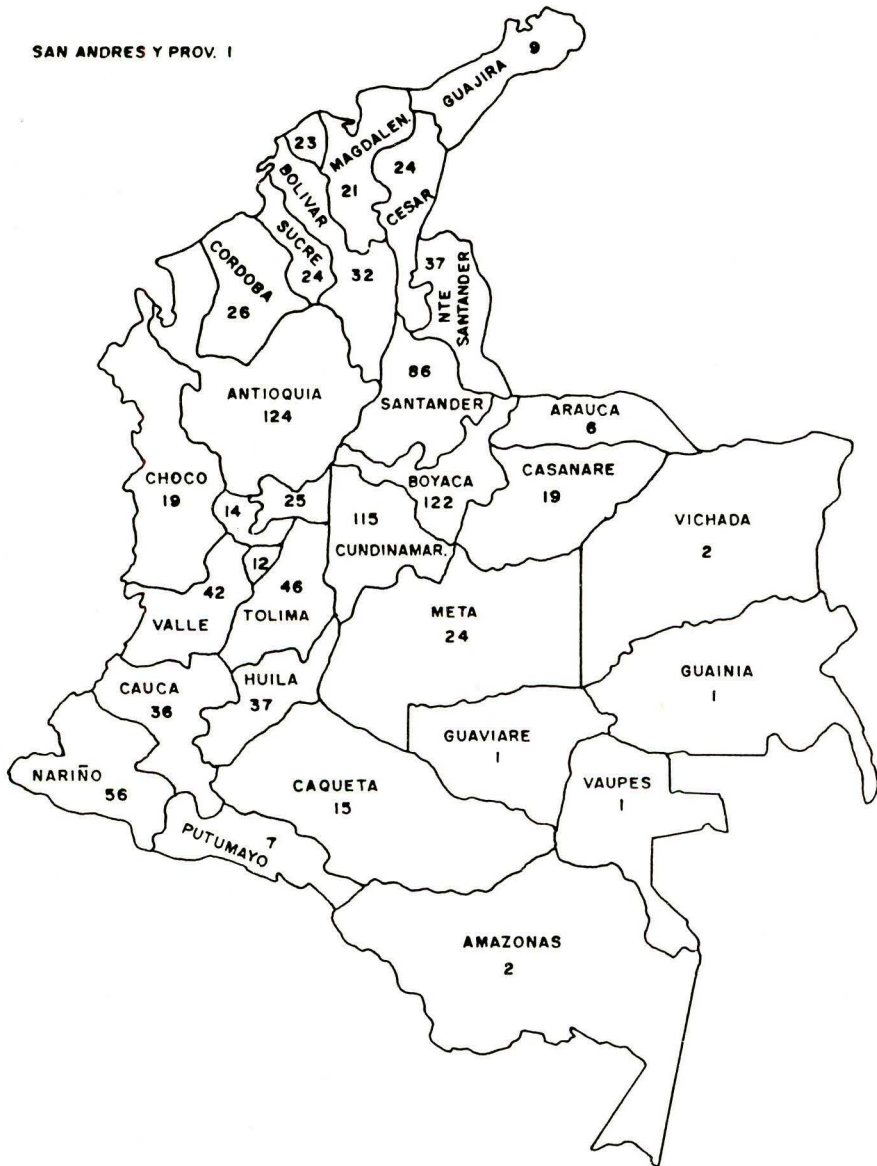 SAN ANDRES Y PROV. 1
9
GUAJIRA
23
MAGDALEN.
24
BOLIVAR
21
CESAR
SUCRE
24
32
37
NTE
SANTANDER
CORDOBA
26
86
SANTANDER
ANTIOQUIA
124
ARAUCA
6
CHOCO
19
BOYACA
122
CASANARE
19
14
25
115
CUNDINAMAR.
VICHADA
2
12
42
VALLE
46
TOLIMA
META
24
CAUCA
36
HUILA
37
GUAINIA
1
GUAVIARE
1
NARIÑO
56
CAQUETA
15
VAUPES
1
PUTUMAYO
7
AMAZONAS
2